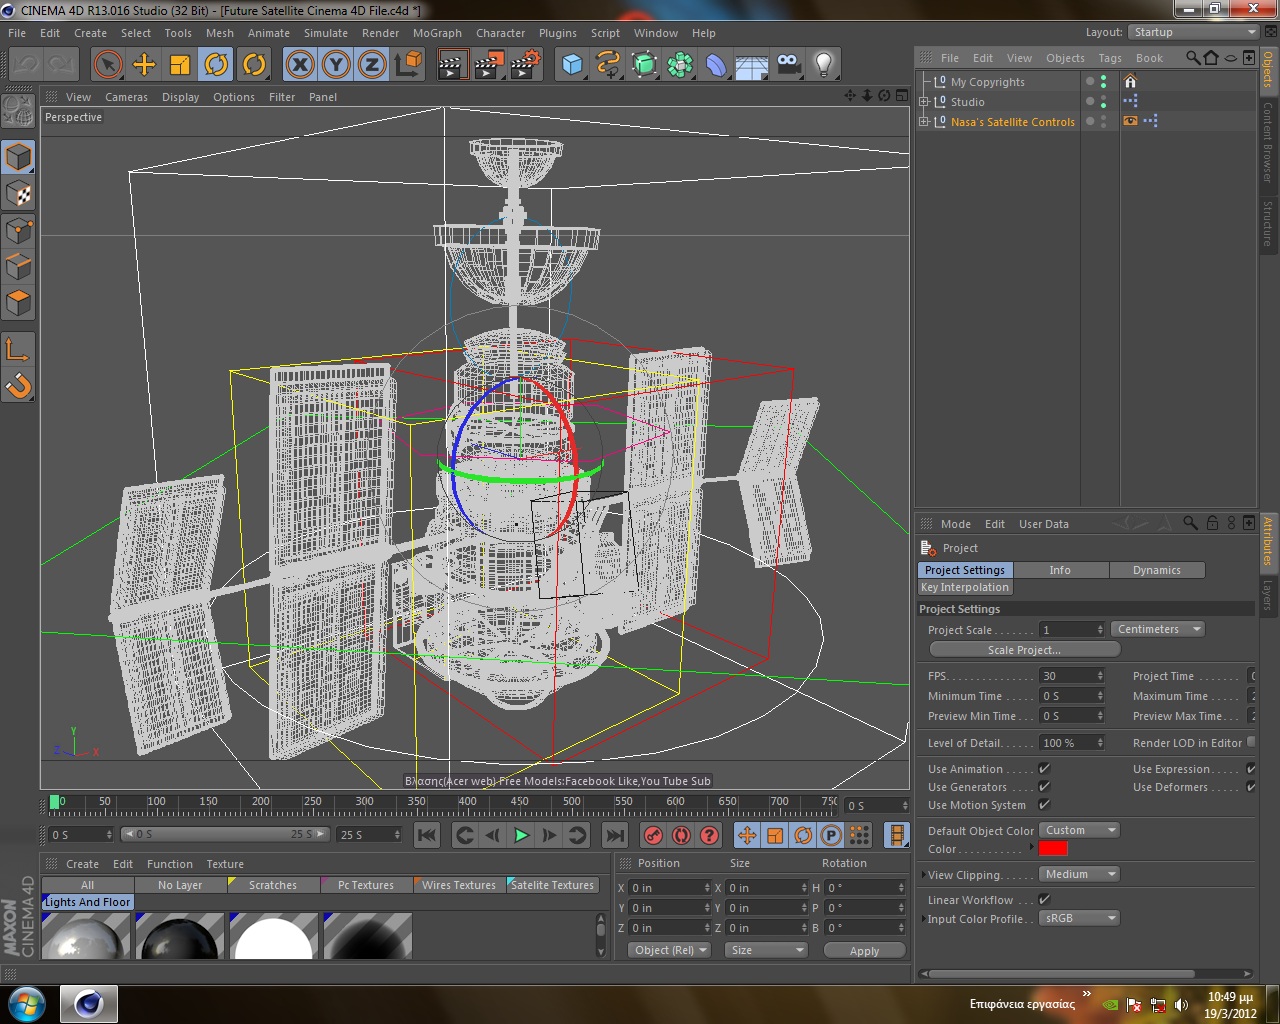 CINEMA 4D R13.016 Studio (32 Bit) - [Future Satellite Cinema 4D File.c4d *]
File Edit Create Select Tools Mesh Animate Simulate Render MoGraph Character Plugins Script Window Help
Layout: Startup
View Cameras Display Options Filter Panel
Perspective
File Edit View Objects Tags Book
My Copyrights
Studio
Nasa's Satellite Controls
Objects
Content Browser
Structure
X Y Z
Y
Z X
Βλασης(Acer web) Free Models:Facebook Like,You Tube Sub
0 50 100 150 200 250 300 350 400 450 500 550 600 650 700 750
0 S
0 S 0 S 25 S 25 S
P
Create Edit Function Texture
All No Layer Scratches Pc Textures Wires Textures Satelite Textures
Lights And Floor
MAXON
CINEMA 4D
Position Size Rotation
X 0 in X 0 in H 0 °
Y 0 in Y 0 in P 0 °
Z 0 in Z 0 in B 0 °
Object (Rel) Size Apply
Mode Edit User Data
Attributes
Layers
Project
Project Settings Info Dynamics
Key Interpolation
Project Settings
Project Scale . . . . . . . 1 Centimeters
Scale Project...
FPS. . . . . . . . . . . . 30 Project Time . . . . . . .
Minimum Time . . . . . 0 S Maximum Time .
Preview Min Time . . . 0 S Preview Max Time. . .
Level of Detail. . . . . . 100 % Render LOD in Editor
Use Animation . . . . . Use Expression. . . . .
Use Generators . . . . Use Deformers. . . . .
Use Motion System
Default Object Color Custom
Color. . . . . . . . . . .
View Clipping. . . . . Medium
Linear Workflow . .
Input Color Profile. . sRGB
Επιφάνεια εργασίας » 10:49 μμ
19/3/2012